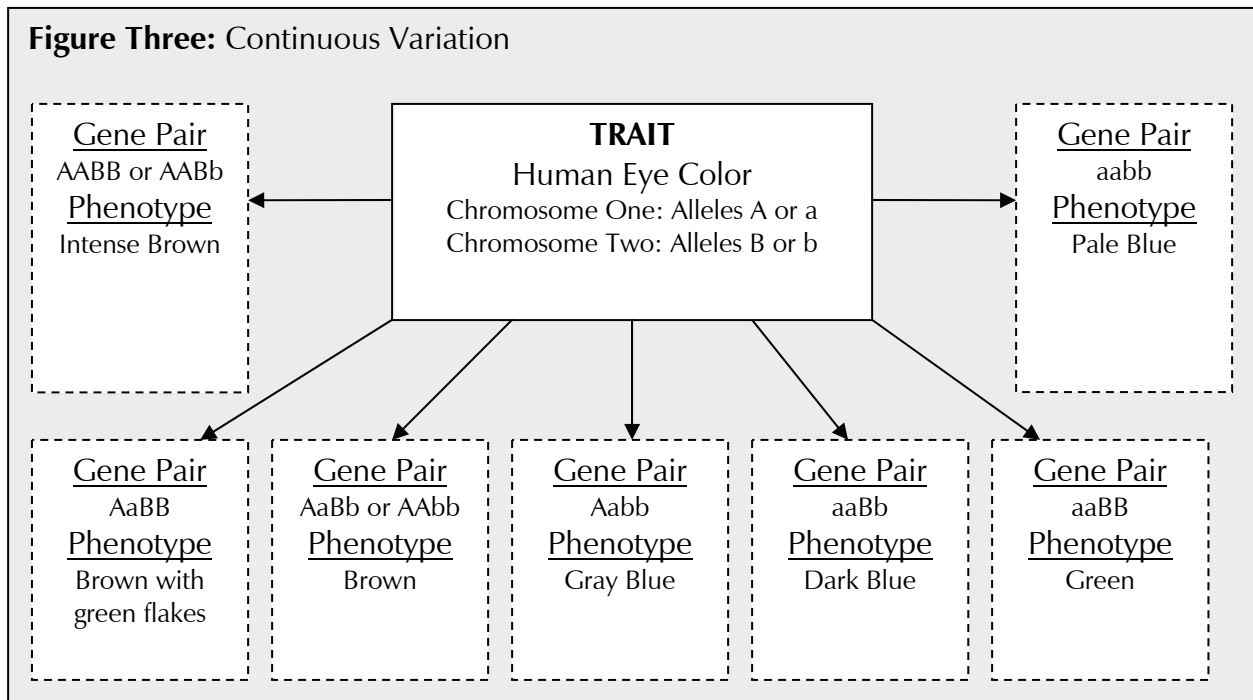 Figure Three: Continuous Variation
Gene Pair
AABB or AABb
Phenotype
Intense Brown
TRAIT
Human Eye Color
Chromosome One: Alleles A or a
Chromosome Two: Alleles B or b
Gene Pair
aabb
Phenotype
Pale Blue
Gene Pair
AaBB
Phenotype
Brown with
green flakes
Gene Pair
AaBb or AAbb
Phenotype
Brown
Gene Pair
Aabb
Phenotype
Gray Blue
Gene Pair
aaBb
Phenotype
Dark Blue
Gene Pair
aaBB
Phenotype
Green